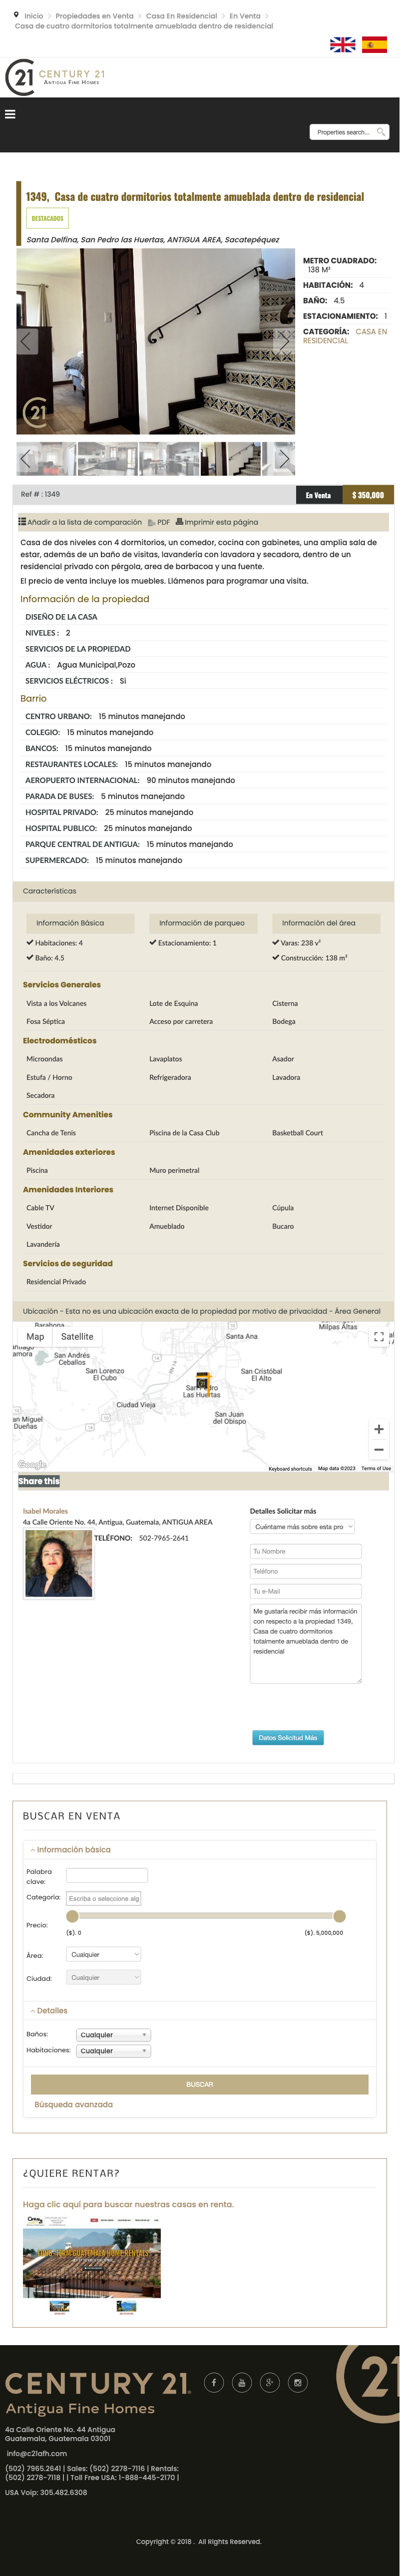 Inicio > Propiedades en Venta > Casa En Residencial > En Venta >
Casa de cuatro dormitorios totalmente amueblada dentro de residencial
21 CENTURY 21
Antigua Fine Homes
Properties search...
1349, Casa de cuatro dormitorios totalmente amueblada dentro de residencial
DESTACADOS
Santa Delfina, San Pedro las Huertas, ANTIGUA AREA, Sacatepéquez
METRO CUADRADO:
138 M²
HABITACIÓN: 4
BAÑO: 4.5
ESTACIONAMIENTO: 1
CATEGORÍA: CASA EN
RESIDENCIAL
21
Ref # : 1349
En Venta
$ 350,000
Añadir a la lista de comparación
PDF
Imprimir esta página
Casa de dos niveles con 4 dormitorios, un comedor, cocina con gabinetes, una amplia sala de
estar, además de un baño de visitas, lavandería con lavadora y secadora, dentro de un
residencial privado con pérgola, area de barbacoa y una fuente.
El precio de venta incluye los muebles. Llámenos para programar una visita.
Información de la propiedad
DISEÑO DE LA CASA
NIVELES : 2
SERVICIOS DE LA PROPIEDAD
AGUA : Agua Municipal,Pozo
SERVICIOS ELÉCTRICOS : Si
Barrio
CENTRO URBANO: 15 minutos manejando
COLEGIO: 15 minutos manejando
BANCOS: 15 minutos manejando
RESTAURANTES LOCALES: 15 minutos manejando
AEROPUERTO INTERNACIONAL: 90 minutos manejando
PARADA DE BUSES: 5 minutos manejando
HOSPITAL PRIVADO: 25 minutos manejando
HOSPITAL PUBLICO: 25 minutos manejando
PARQUE CENTRAL DE ANTIGUA: 15 minutos manejando
SUPERMERCADO: 15 minutos manejando
Características
Información Básica
Información de parqueo
Información del área
Habitaciones: 4
Estacionamiento: 1
Varas: 238 v²
Baño: 4.5
Construcción: 138 m²
Servicios Generales
Vista a los Volcanes
Lote de Esquina
Cisterna
Fosa Séptica
Acceso por carretera
Bodega
Electrodomésticos
Microondas
Lavaplatos
Asador
Estufa / Horno
Refrigeradora
Lavadora
Secadora
Community Amenities
Cancha de Tenis
Piscina de la Casa Club
Basketball Court
Amenidades exteriores
Piscina
Muro perimetral
Amenidades Interiores
Cable TV
Internet Disponible
Cúpula
Vestidor
Amueblado
Bucaro
Lavandería
Servicios de seguridad
Residencial Privado
Ubicación - Esta no es una ubicación exacta de la propiedad por motivo de privacidad - Área General
Map
Satellite
Milpas Altas
Santa Ana
San Andrés
Ceballos
San Lorenzo
El Cubo
San Cristóbal
El Alto
San Pedro
Las Huertas
Ciudad Vieja
San Juan
del Obispo
an Miguel
Dueñas
RN 14
14
Google
Keyboard shortcuts
Map data ©2023
Terms of Use
Share this
Isabel Morales
4a Calle Oriente No. 44, Antigua, Guatemala, ANTIGUA AREA
TELÉFONO: 502-7965-2641
Detalles Solicitar más
Cuéntame más sobre esta pro
Tu Nombre
Teléfono
Tu e-Mail
Me gustaría recibir más información
con respecto a la propiedad 1349,
Casa de cuatro dormitorios
totalmente amueblada dentro de
residencial
Datos Solicitud Más
BUSCAR EN VENTA
Información básica
Palabra
clave:
Categoría:
Escriba o seleccione alg
Precio:
($). 0
($). 5,000,000
Área:
Cualquier
Ciudad:
Cualquier
Detalles
Baños:
Cualquier
Habitaciones:
Cualquier
BUSCAR
Búsqueda avanzada
¿QUIERE RENTAR?
Haga clic aquí para buscar nuestras casas en renta.
CENTURY 21
Antigua Fine Homes
21
4a Calle Oriente No. 44 Antigua
Guatemala, Guatemala 03001
info@c21afh.com
(502) 7965.2641 | Sales: (502) 2278-7116 | Rentals:
(502) 2278-7118 | | Toll Free USA: 1-888-445-2170 |
USA Voip: 305.482.6308
Copyright © 2018 . All Rights Reserved.